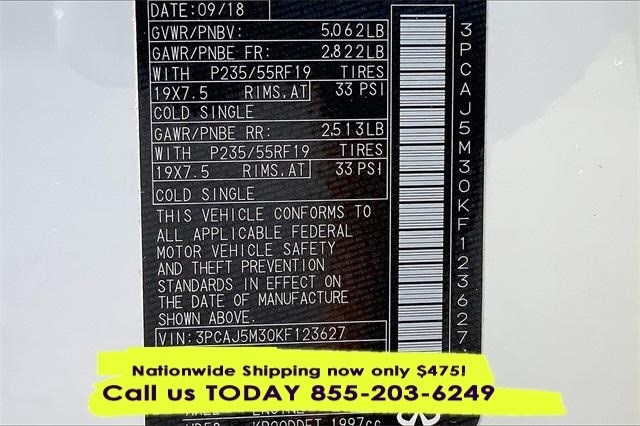 DATE: 09/18
GVWR/PNBV: 5,062LB
GAWR/PNBE FR: 2,822LB
WITH P235/55RF19 TIRES
19X7.5 RIMS.AT 33 PSI
COLD SINGLE
GAWR/PNBE RR: 2,513LB
WITH P235/55RF19 TIRES
19X7.5 RIMS.AT 33 PSI
COLD SINGLE
THIS VEHICLE CONFORMS TO
ALL APPLICABLE FEDERAL
MOTOR VEHICLE SAFETY
AND THEFT PREVENTION
STANDARDS IN EFFECT ON
THE DATE OF MANUFACTURE
SHOWN ABOVE.
VIN: 3PCAJ5M30KF123627
3PCAJ5M30KF123627
Nationwide Shipping now only $475!
Call us TODAY 855-203-6249
1997cc